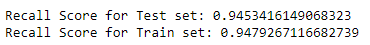 Recall Score for Test set: 0.9453416149068323
Recall Score for Train set: 0.9479267116682739